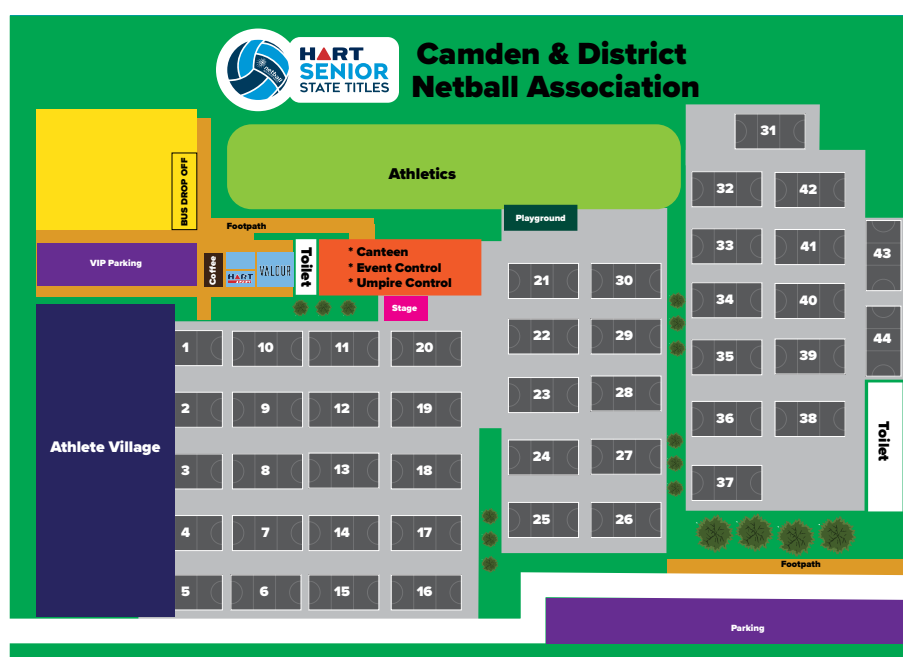 netball
HART
SENIOR
STATE TITLES
Camden & District
Netball Association
BUS DROP OFF
Athletics
31
32
42
Playground
Footpath
33
41
43
VIP Parking
Coffee
HART
SPORT
VALOUR
Toilet
* Canteen
* Event Control
* Umpire Control
21
30
34
40
Stage
44
22
29
1
10
11
20
35
39
23
28
2
9
12
19
36
38
Athlete Village
Toilet
24
27
3
8
13
18
37
25
26
4
7
14
17
Footpath
5
6
15
16
Parking